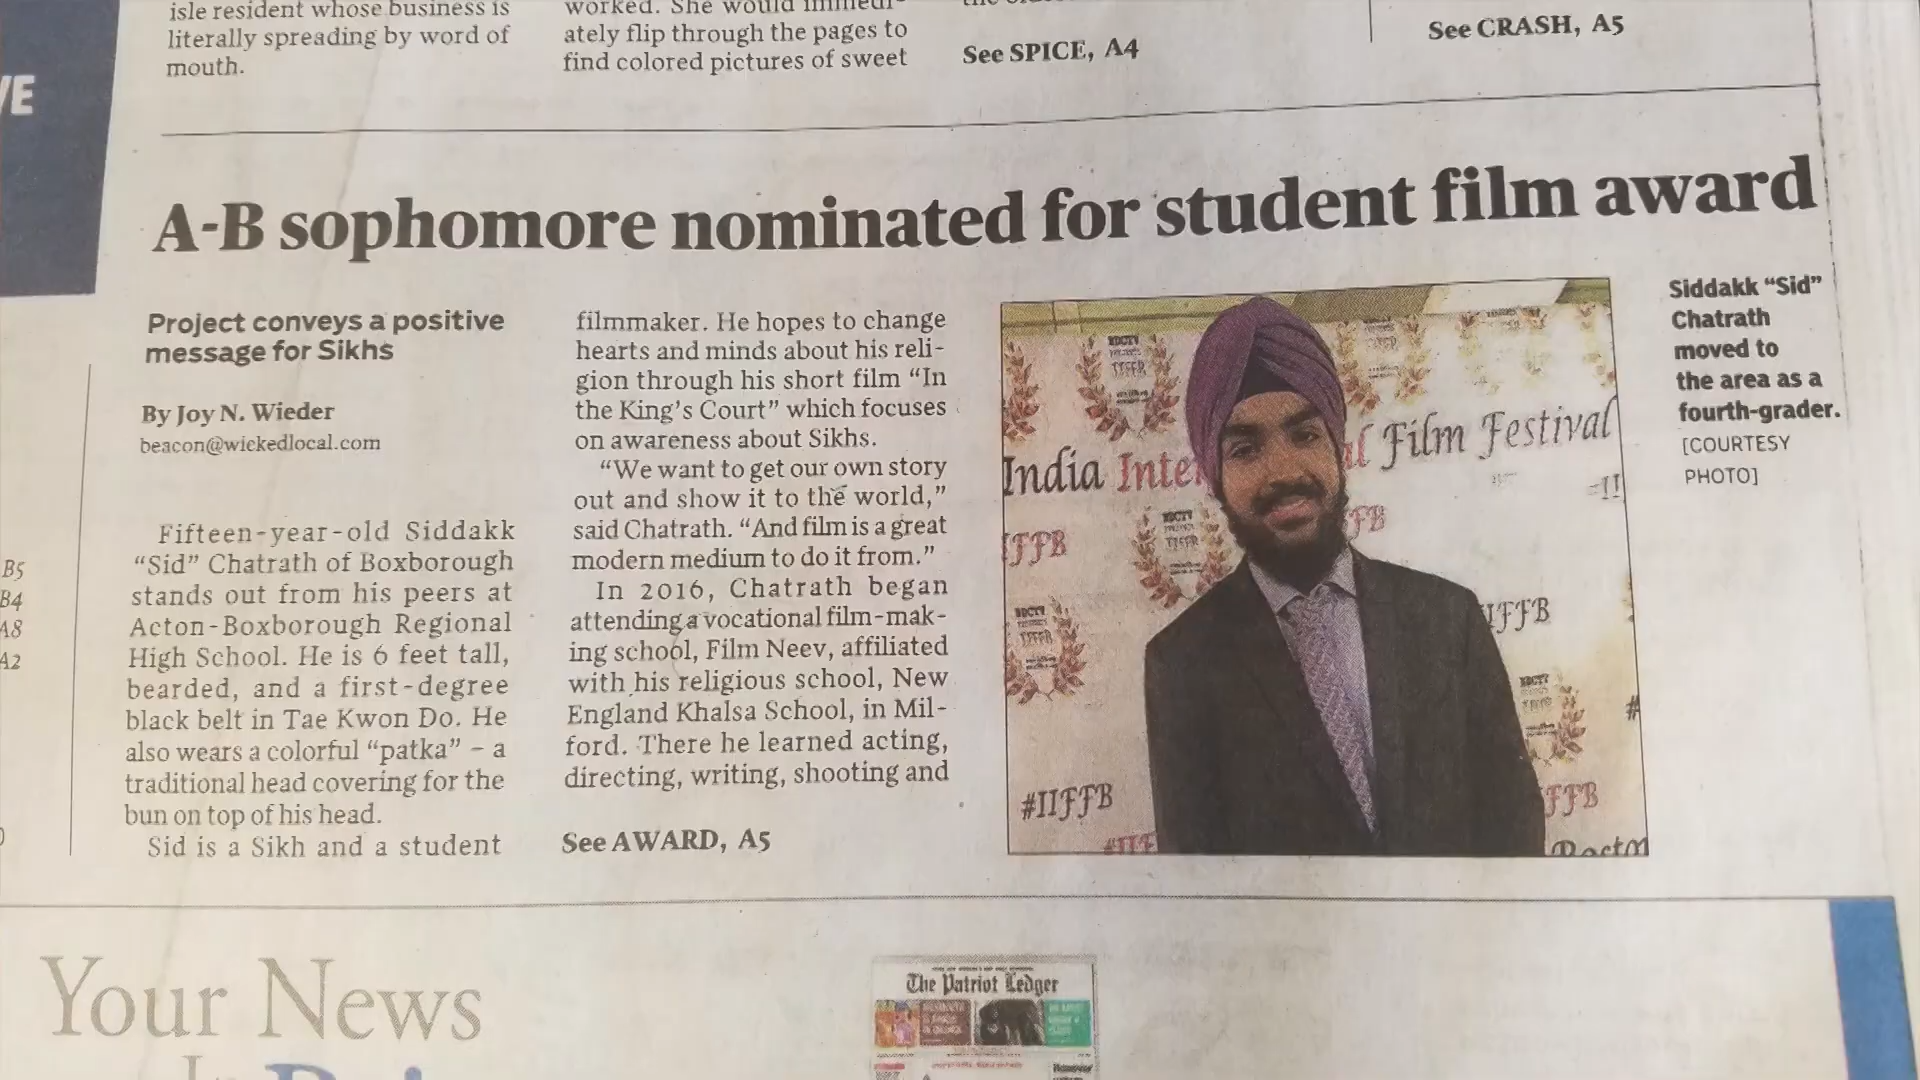 isle resident whose business is
literally spreading by word of
mouth.
worked. She would immedi-
ately flip through the pages to
find colored pictures of sweet
See SPICE, A4
See CRASH, A5
A-B sophomore nominated for student film award
Project conveys a positive
message for Sikhs
By Joy N. Wieder
beacon@wickedlocal.com
Fifteen-year-old Siddakk
“Sid” Chatrath of Boxborough
stands out from his peers at
Acton-Boxborough Regional
High School. He is 6 feet tall,
bearded, and a first-degree
black belt in Tae Kwon Do. He
also wears a colorful “patka” – a
traditional head covering for the
bun on top of his head.
Sid is a Sikh and a student
filmmaker. He hopes to change
hearts and minds about his reli-
gion through his short film “In
the King’s Court” which focuses
on awareness about Sikhs.
“We want to get our own story
out and show it to the world,”
said Chatrath. “And film is a great
modern medium to do it from.”
In 2016, Chatrath began
attending a vocational film-mak-
ing school, Film Neev, affiliated
with his religious school, New
England Khalsa School, in Mil-
ford. There he learned acting,
directing, writing, shooting and
See AWARD, A5
India Inte
l Film Festival
#IIFFB
IFFB
Siddakk “Sid”
Chatrath
moved to
the area as a
fourth-grader.
[COURTESY
PHOTO]
B5
B4
A8
A2
Your News
The Patriot Ledger